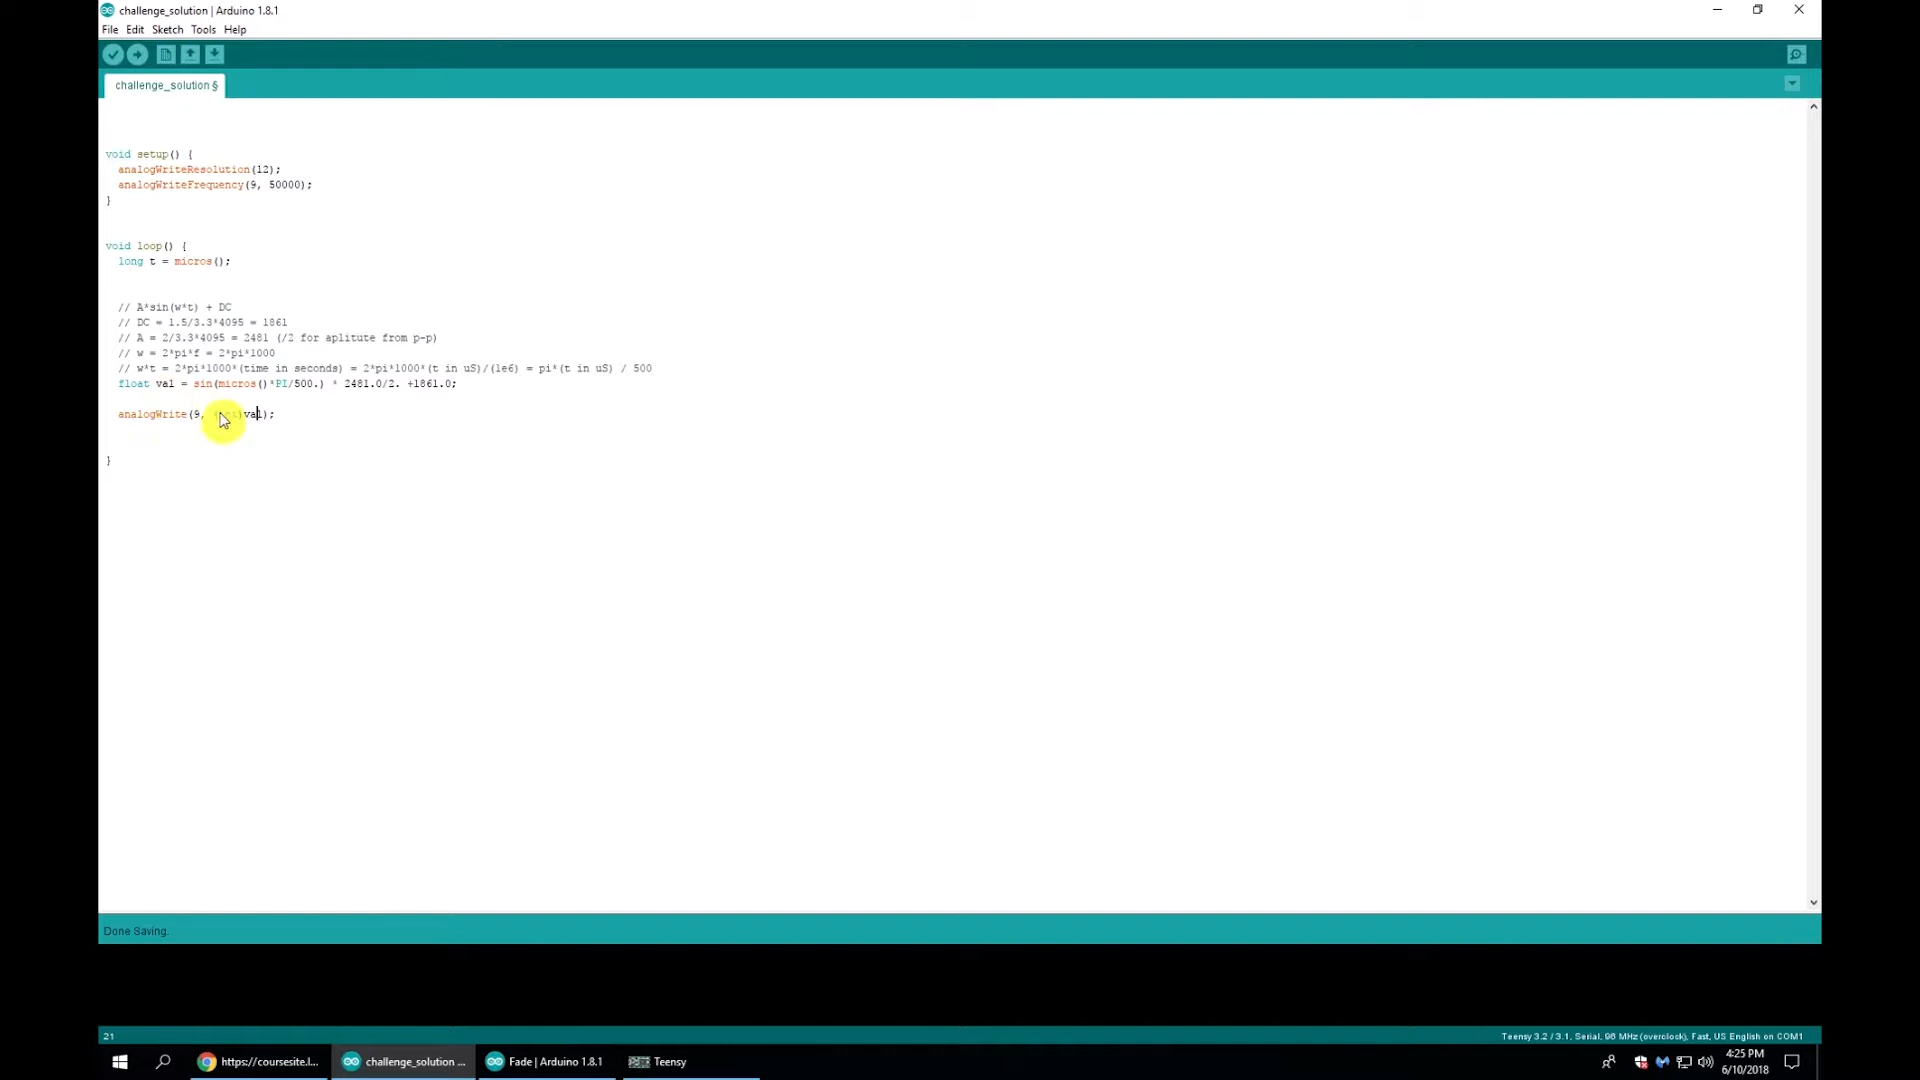 challenge_solution | Arduino 1.8.1
File Edit Sketch Tools Help
challenge_solution §
void setup() {
analogWriteResolution(12);
analogWriteFrequency(9, 50000);
}
void loop() {
long t = micros();
// A*sin(w*t) + DC
// DC = 1.5/3.3*4095 = 1861
// A = 2/3.3*4095 = 2481 (/2 for aplitute from p-p)
// w = 2*pi*f = 2*pi*1000
// w*t = 2*pi*1000*(time in seconds) = 2*pi*1000*(t in uS)/(1e6) = pi*(t in uS) / 500
float val = sin(micros()*PI/500.) * 2481.0/2. +1861.0;
analogWrite(9, val);
}
Done Saving.
21
Teensy 3.2 / 3.1, Serial, 96 MHz (overclock), Fast, US English on COM1
https://coursesite.l...
challenge_solution ...
Fade | Arduino 1.8.1
Teensy
4:25 PM
6/10/2018